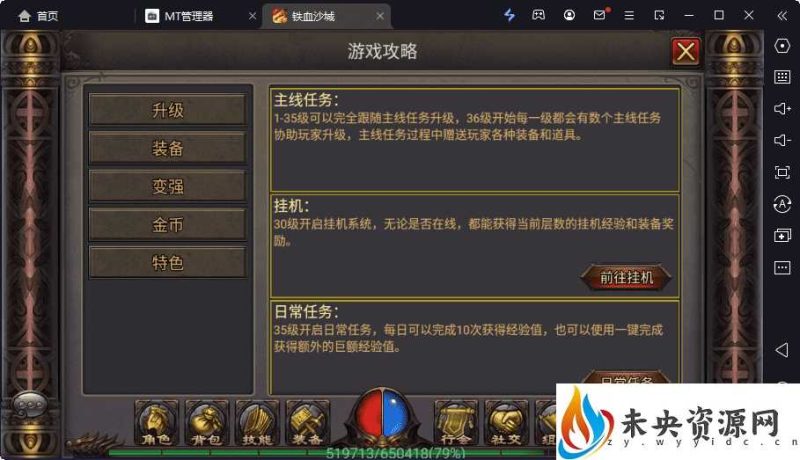 首页
MT管理器
铁血沙城
游戏攻略
升级
装备
变强
金币
特色
主线任务：
1-35级可以完全跟随主线任务升级，36级开始每一级都会有数个主线任务
协助玩家升级，主线任务过程中赠送玩家各种装备和道具。
挂机：
30级开启挂机系统，无论是否在线，都能获得当前层数的挂机经验和装备奖
励。
前往挂机
日常任务：
35级开启日常任务，每日可以完成10次获得经验值，也可以使用一键完成
获得额外的巨额经验值。
日常任务
角色
背包
技能
装备
行会
社交
519713/650418(79%)
未央资源网
zy.wyyidc.cn